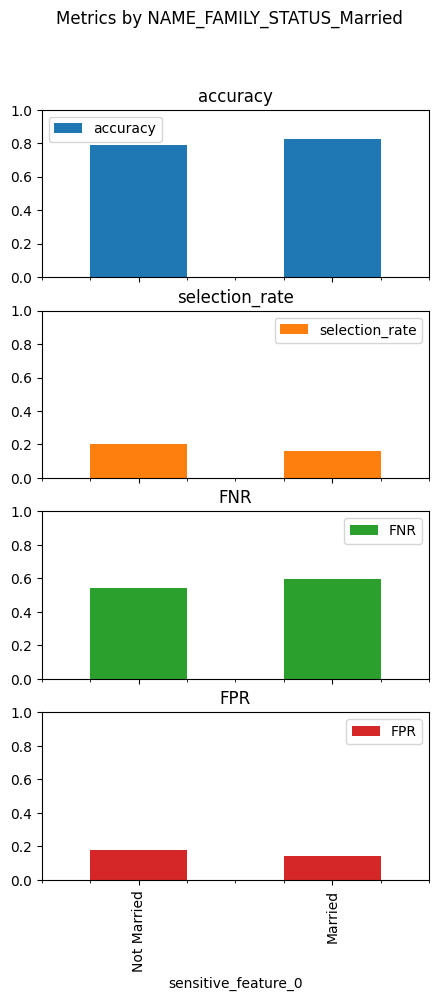 Metrics by NAME_FAMILY_STATUS_Married
accuracy
1.0
0.8
0.6
0.4
0.2
0.0
accuracy
selection_rate
1.0
0.8
0.6
0.4
0.2
0.0
selection_rate
FNR
1.0
0.8
0.6
0.4
0.2
0.0
FNR
FPR
1.0
0.8
0.6
0.4
0.2
0.0
FPR
Not Married
Married
sensitive_feature_0